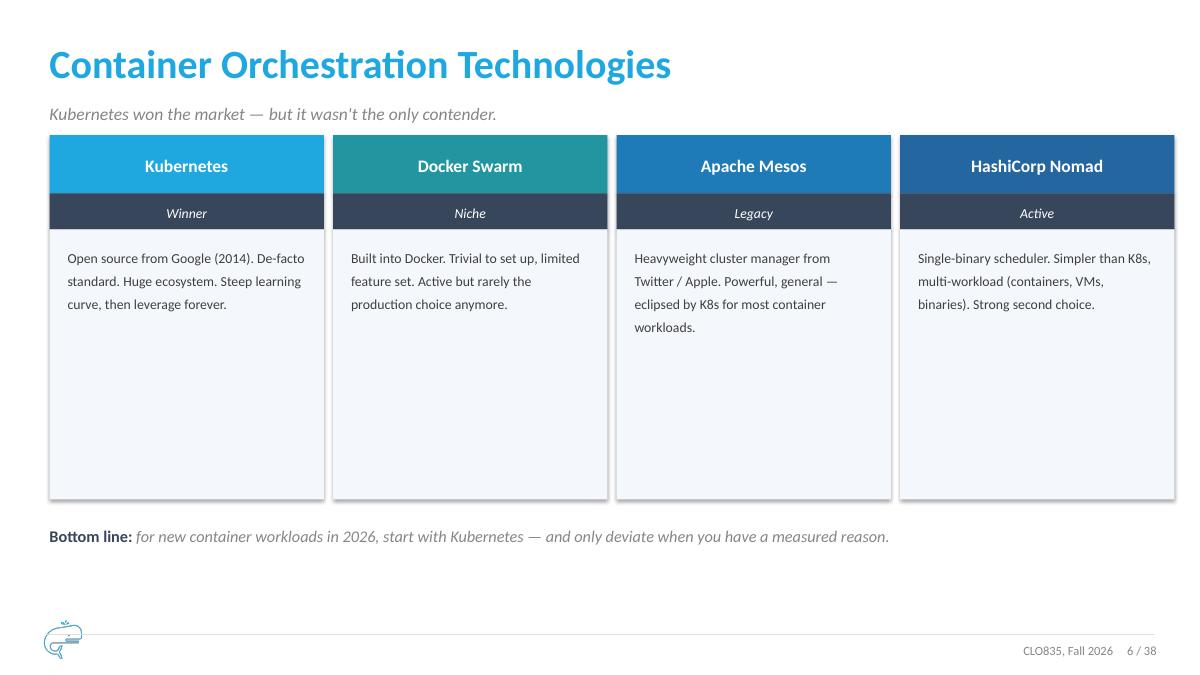 Container Orchestration Technologies
Kubernetes won the market — but it wasn't the only contender.
Kubernetes
Winner
Open source from Google (2014). De-facto
standard. Huge ecosystem. Steep learning
curve, then leverage forever.
Docker Swarm
Niche
Built into Docker. Trivial to set up, limited
feature set. Active but rarely the
production choice anymore.
Apache Mesos
Legacy
Heavyweight cluster manager from
Twitter / Apple. Powerful, general —
eclipsed by K8s for most container
workloads.
HashiCorp Nomad
Active
Single-binary scheduler. Simpler than K8s,
multi-workload (containers, VMs,
binaries). Strong second choice.
Bottom line: for new container workloads in 2026, start with Kubernetes — and only deviate when you have a measured reason.
CLO835, Fall 2026 6 / 38